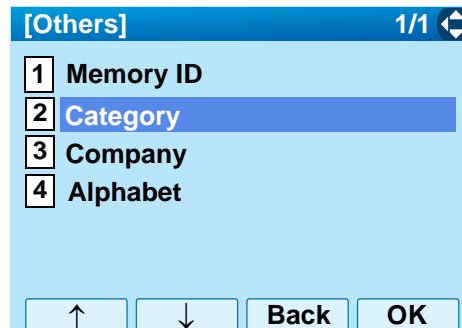 [Others] 1/1
1 Memory ID
2 Category
3 Company
4 Alphabet
↑ ↓ Back OK